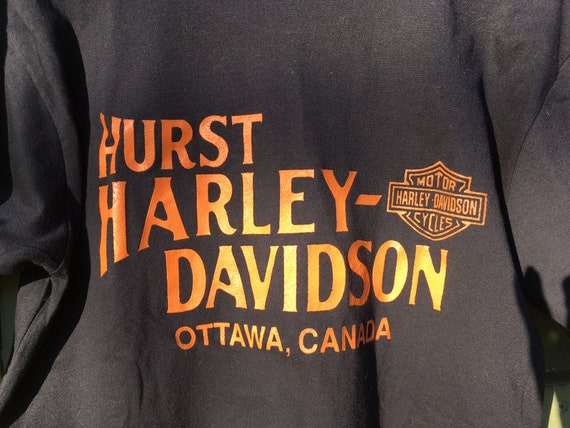 HURST
HARLEY-
DAVIDSON
MOTOR
HARLEY-DAVIDSON
CYCLES
OTTAWA, CANADA